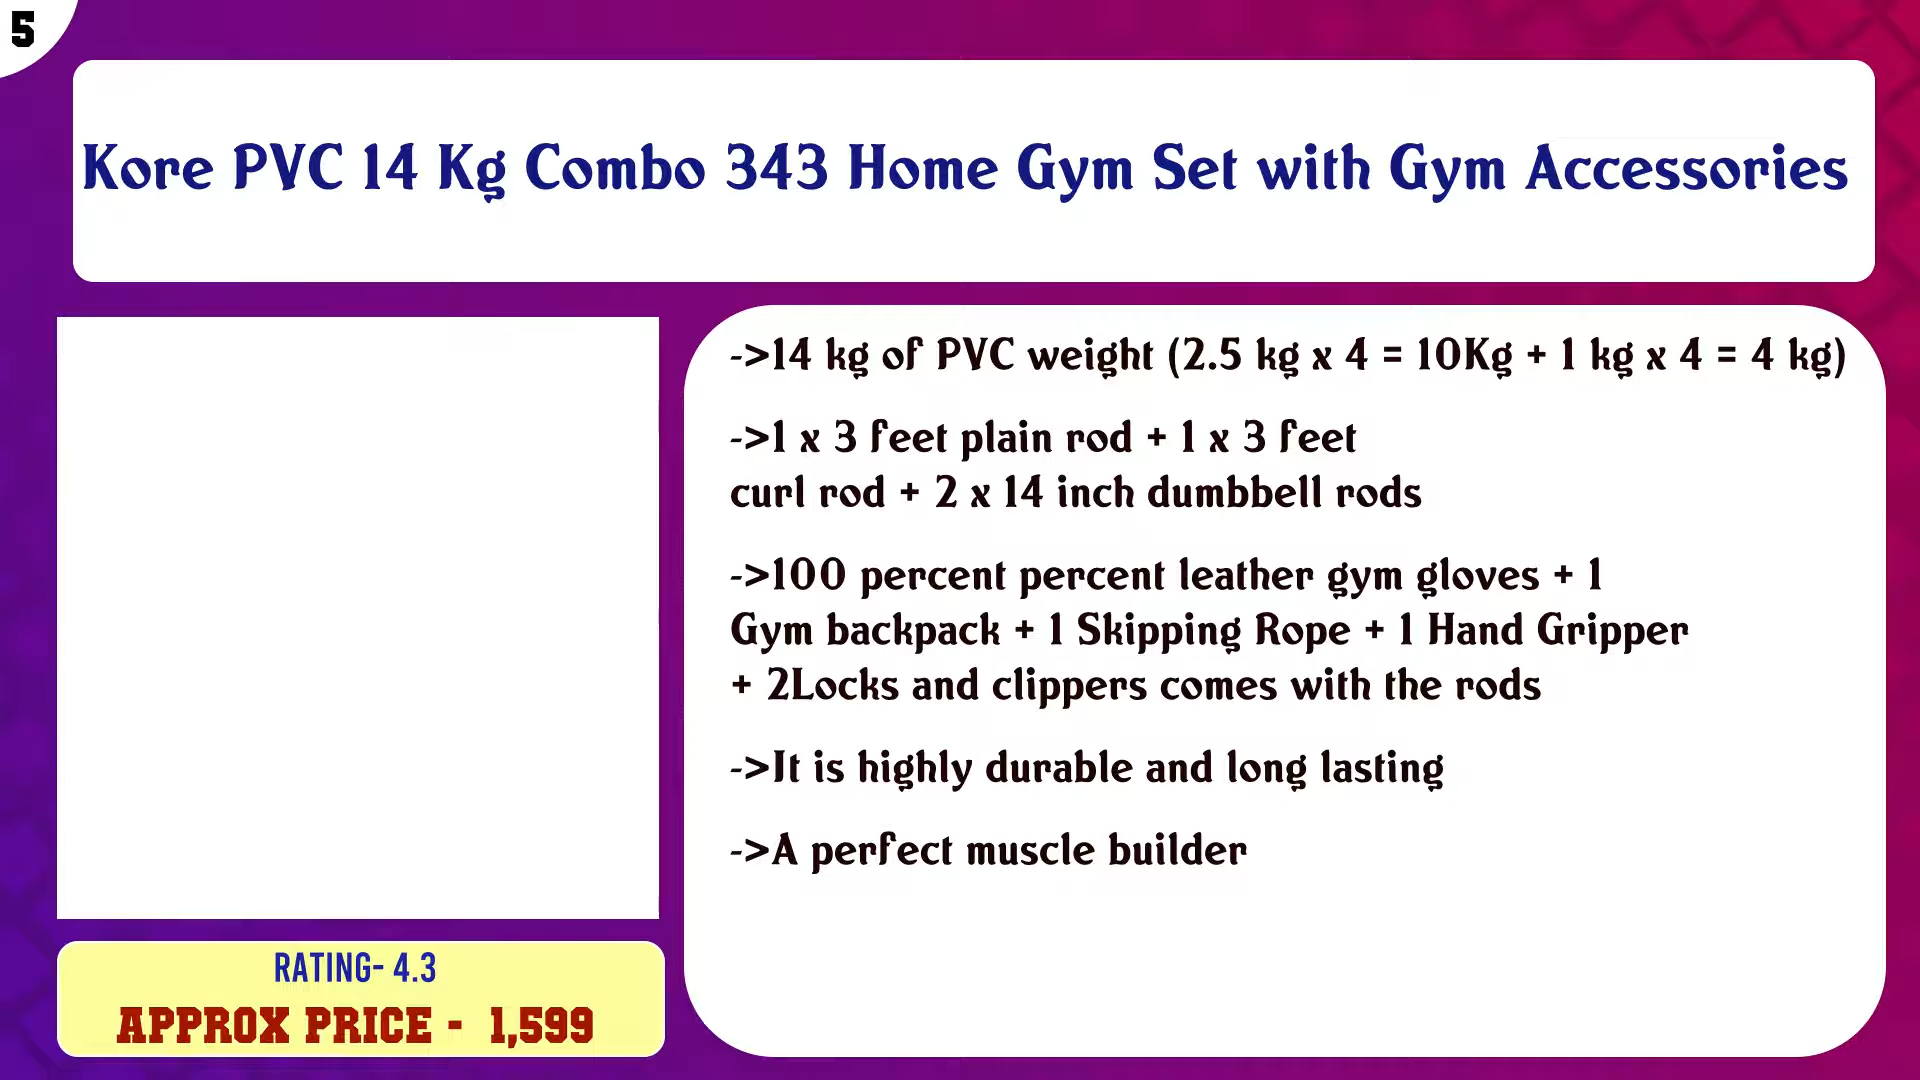 5
Kore PVC 14 Kg Combo 343 Home Gym Set with Gym Accessories
->14 kg of PVC weight (2.5 kg x 4 = 10Kg + 1 kg x 4 = 4 kg)
->1 x 3 feet plain rod + 1 x 3 feet
curl rod + 2 x 14 inch dumbbell rods
->100 percent percent leather gym gloves + 1
Gym backpack + 1 Skipping Rope + 1 Hand Gripper
+ 2Locks and clippers comes with the rods
->It is highly durable and long lasting
->A perfect muscle builder
RATING- 4.3
APPROX PRICE - 1,599